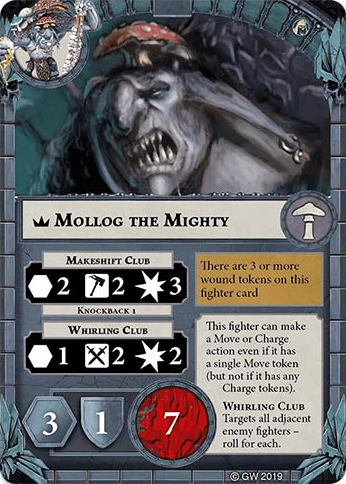 Mollog the Mighty
Makeshift Club
2 2 3
Knockback 1
Whirling Club
1 2 2
There are 3 or more
wound tokens on this
fighter card
This fighter can make
a Move or Charge
action even if it has
a single Move token
(but not if it has any
Charge tokens).
Whirling Club
Targets all adjacent
enemy fighters –
roll for each.
3 1 7
© GW 2019